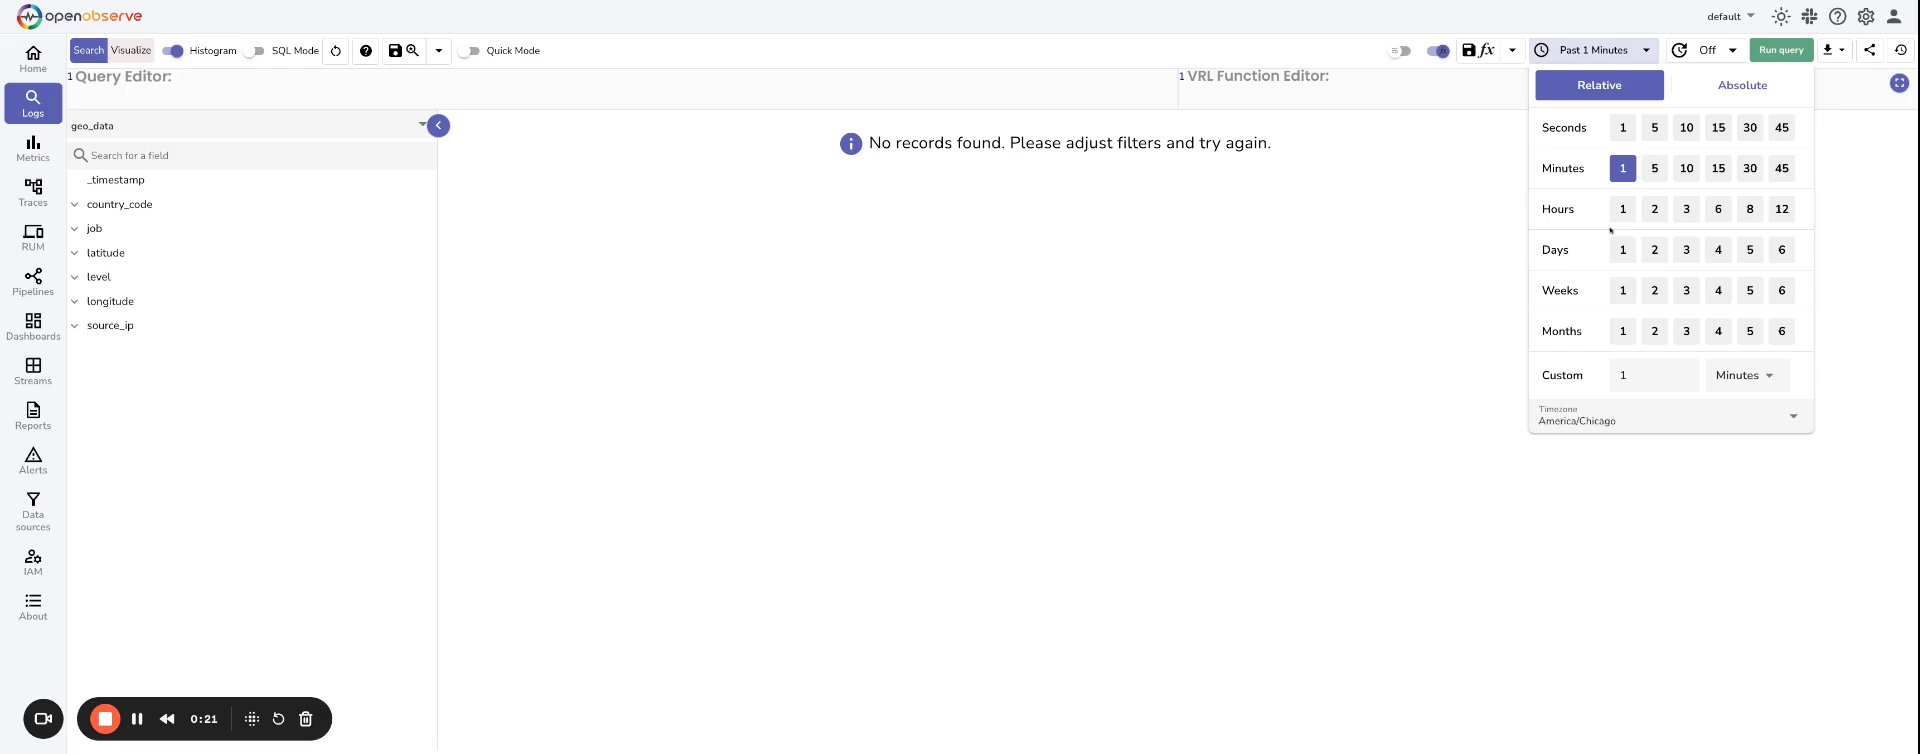 openobserve
default
Search Visualize Histogram SQL Mode Quick Mode
fx Past 1 Minutes Off Run query
Home
Logs
Metrics
Traces
RUM
Pipelines
Dashboards
Streams
Reports
Alerts
Data
sources
IAM
About
1 Query Editor:
1 VRL Function Editor:
geo_data
Search for a field
_timestamp
country_code
job
latitude
level
longitude
source_ip
No records found. Please adjust filters and try again.
Relative Absolute
Seconds 1 5 10 15 30 45
Minutes 1 5 10 15 30 45
Hours 1 2 3 6 8 12
Days 1 2 3 4 5 6
Weeks 1 2 3 4 5 6
Months 1 2 3 4 5 6
Custom 1 Minutes
Timezone
America/Chicago
0:21